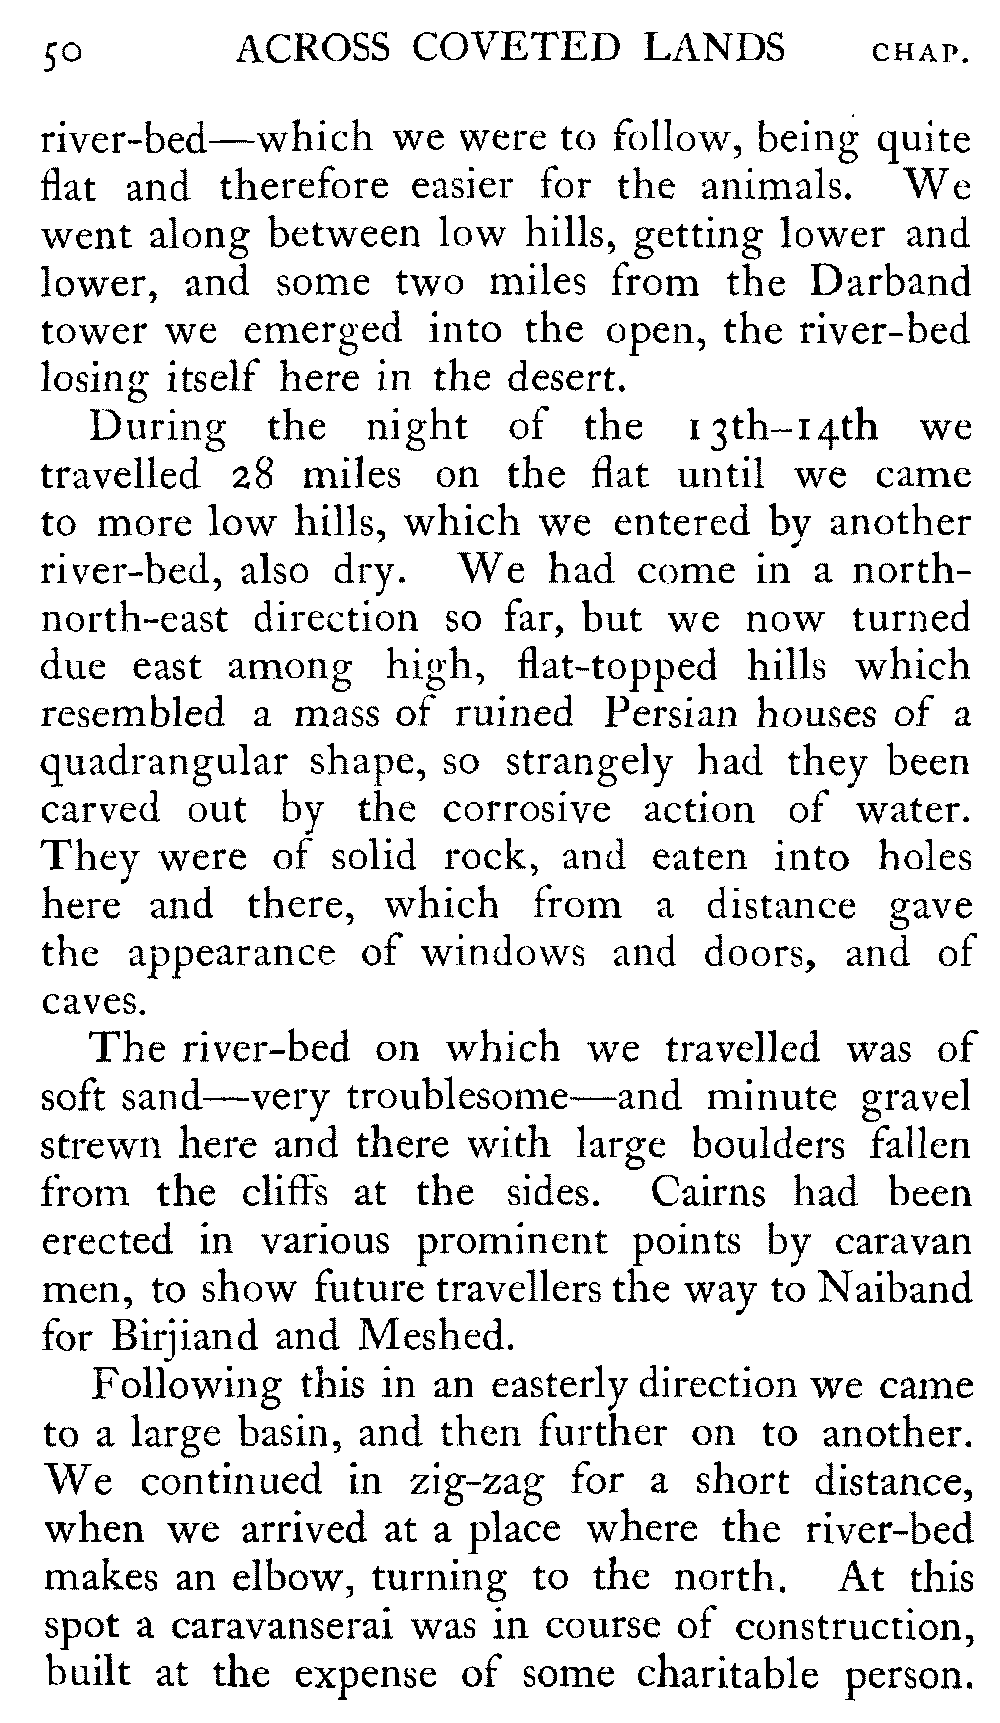 50 ACROSS COVETED LANDS CHAP.
river-bed—which we were to follow, being quite
flat and therefore easier for the animals. We
went along between low hills, getting lower and
lower, and some two miles from the Darband
tower we emerged into the open, the river-bed
losing itself here in the desert.
During the night of the 13th-14th we
travelled 28 miles on the flat until we came
to more low hills, which we entered by another
river-bed, also dry. We had come in a north-
north-east direction so far, but we now turned
due east among high, flat-topped hills which
resembled a mass of ruined Persian houses of a
quadrangular shape, so strangely had they been
carved out by the corrosive action of water.
They were of solid rock, and eaten into holes
here and there, which from a distance gave
the appearance of windows and doors, and of
caves.
The river-bed on which we travelled was of
soft sand—very troublesome—and minute gravel
strewn here and there with large boulders fallen
from the cliffs at the sides. Cairns had been
erected in various prominent points by caravan
men, to show future travellers the way to Naiband
for Birjiand and Meshed.
Following this in an easterly direction we came
to a large basin, and then further on to another.
We continued in zig-zag for a short distance,
when we arrived at a place where the river-bed
makes an elbow, turning to the north. At this
spot a caravanserai was in course of construction,
built at the expense of some charitable person.